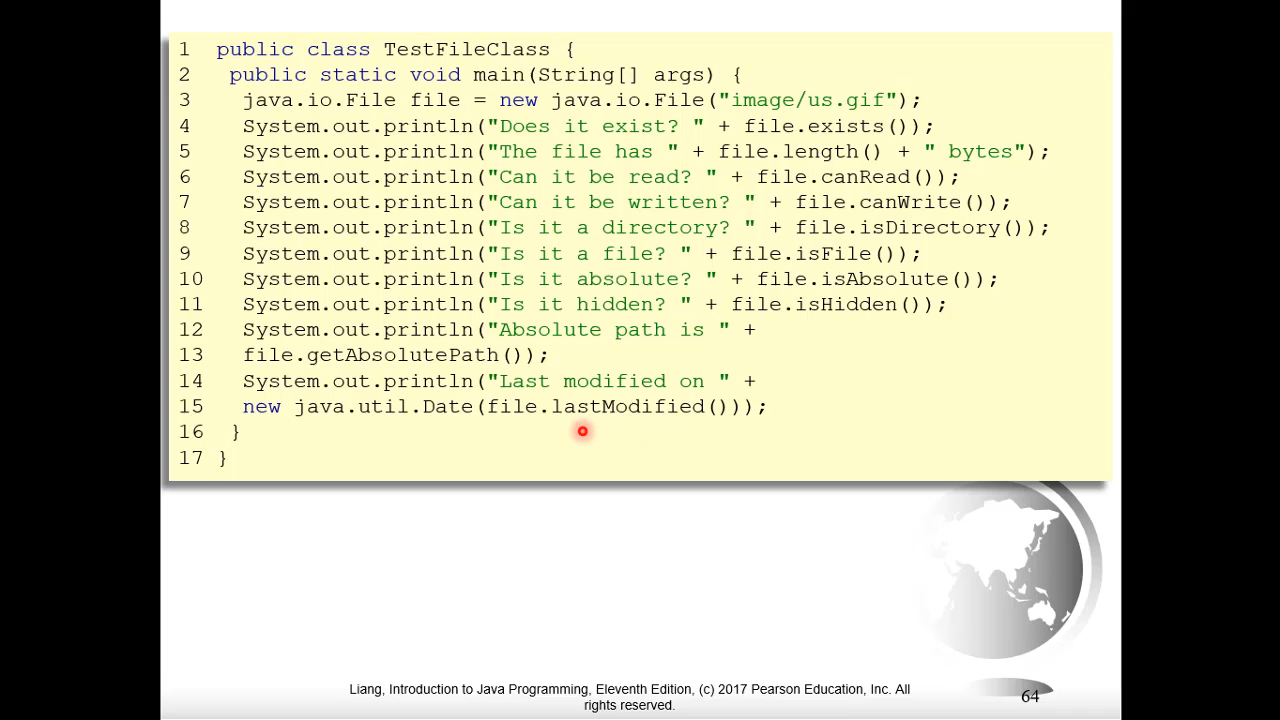 1 public class TestFileClass {
2 public static void main(String[] args) {
3 java.io.File file = new java.io.File("image/us.gif");
4 System.out.println("Does it exist? " + file.exists());
5 System.out.println("The file has " + file.length() + " bytes");
6 System.out.println("Can it be read? " + file.canRead());
7 System.out.println("Can it be written? " + file.canWrite());
8 System.out.println("Is it a directory? " + file.isDirectory());
9 System.out.println("Is it a file? " + file.isFile());
10 System.out.println("Is it absolute? " + file.isAbsolute());
11 System.out.println("Is it hidden? " + file.isHidden());
12 System.out.println("Absolute path is " +
13 file.getAbsolutePath());
14 System.out.println("Last modified on " +
15 new java.util.Date(file.lastModified()));
16 }
17 }
Liang, Introduction to Java Programming, Eleventh Edition, (c) 2017 Pearson Education, Inc. All
rights reserved.
64